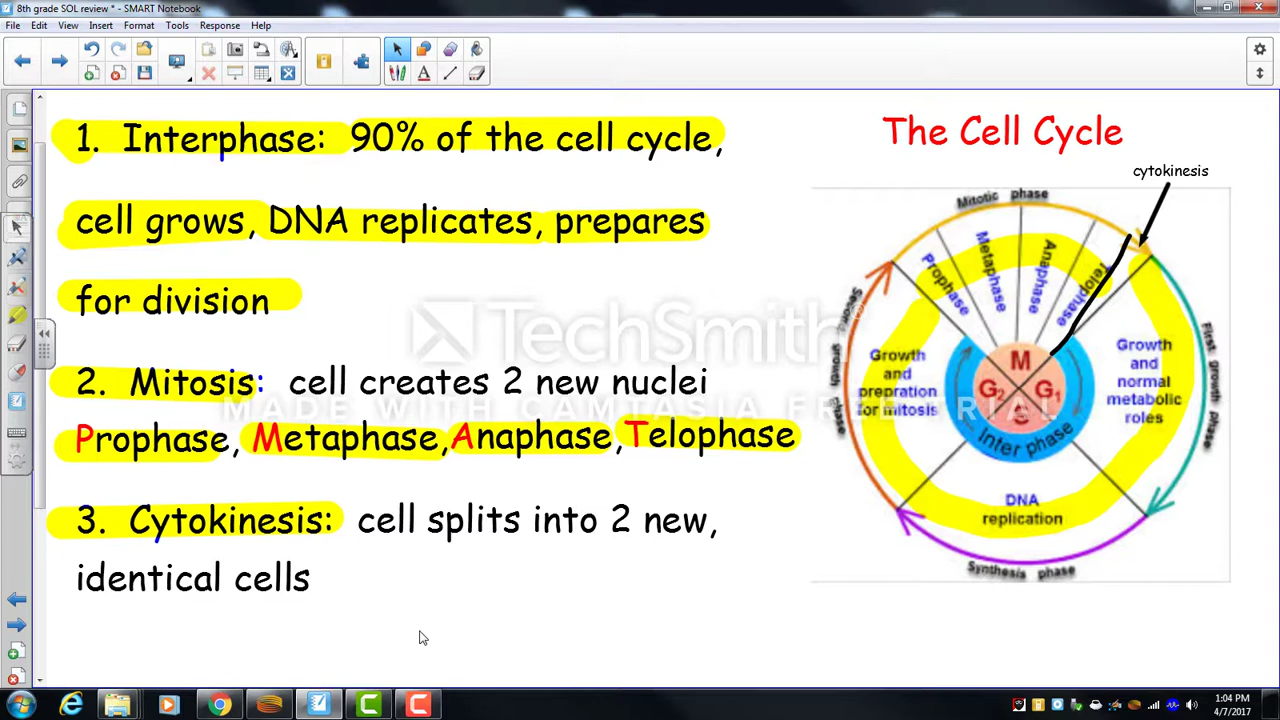 8th grade SOL review * - SMART Notebook
File Edit View Insert Format Tools Response Help
1. Interphase: 90% of the cell cycle,
cell grows, DNA replicates, prepares
for division
2. Mitosis: cell creates 2 new nuclei
Prophase, Metaphase, Anaphase, Telophase
3. Cytokinesis: cell splits into 2 new,
identical cells
The Cell Cycle
cytokinesis
Mitotic phase
Prophase
Metaphase
Anaphase
Telophase
Second growth phase
First growth phase
Growth
and
prepration
for mitosis
Growth
and
normal
metabolic
roles
M
G2
G1
S
Inter phase
DNA
replication
Synthesis phase
TechSmith®
MADE WITH CAMTASIA FREE TRIAL
1:04 PM
4/7/2017